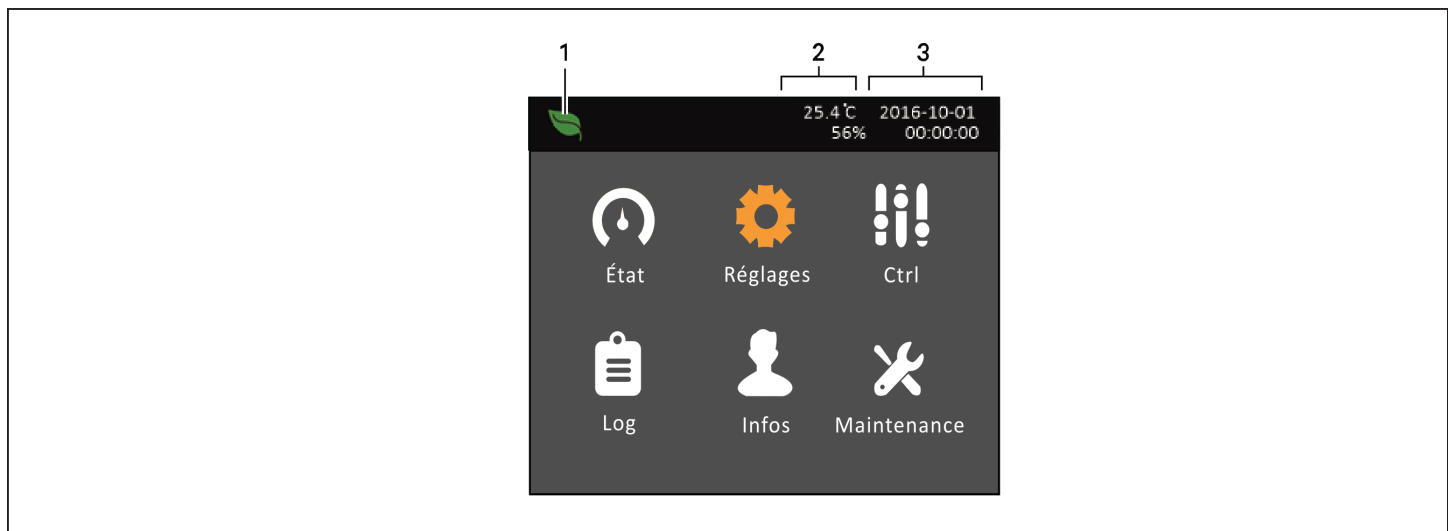 1 2 3
25.4°C 2016-10-01
56% 00:00:00
État Réglages Ctrl
Log Infos Maintenance